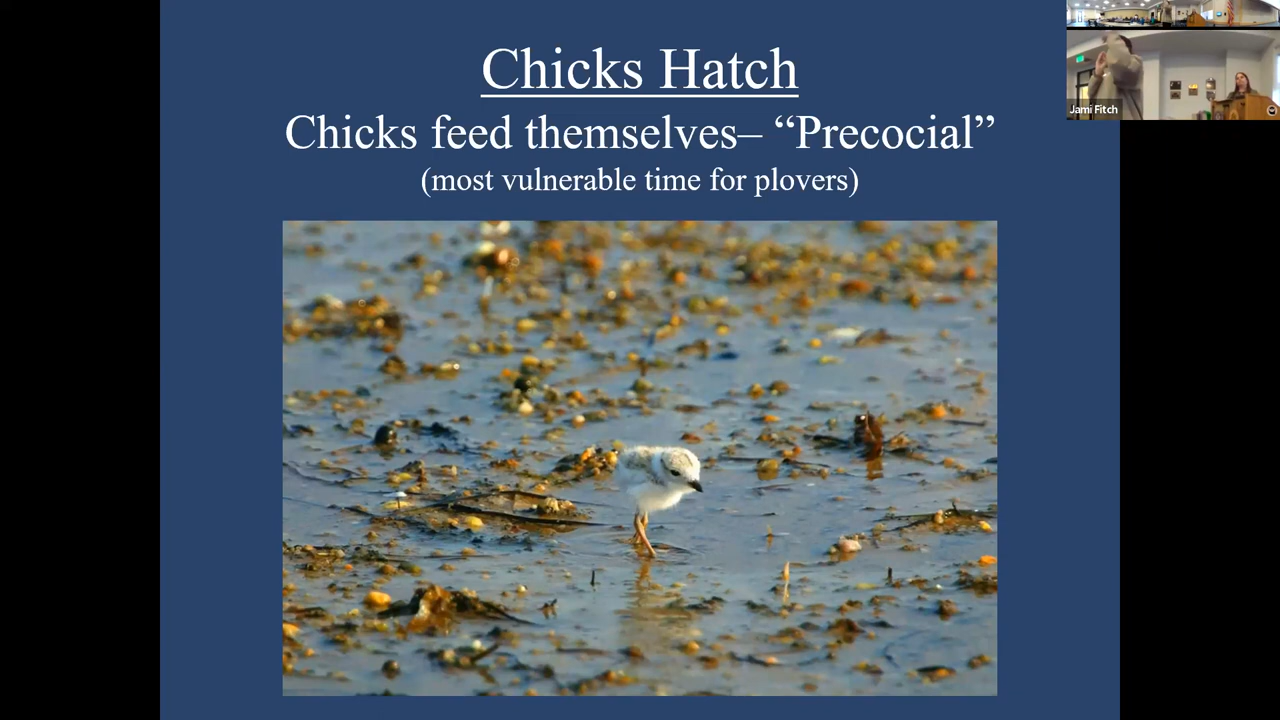 Chicks Hatch
Chicks feed themselves– “Precocial”
(most vulnerable time for plovers)
Jami Fitch